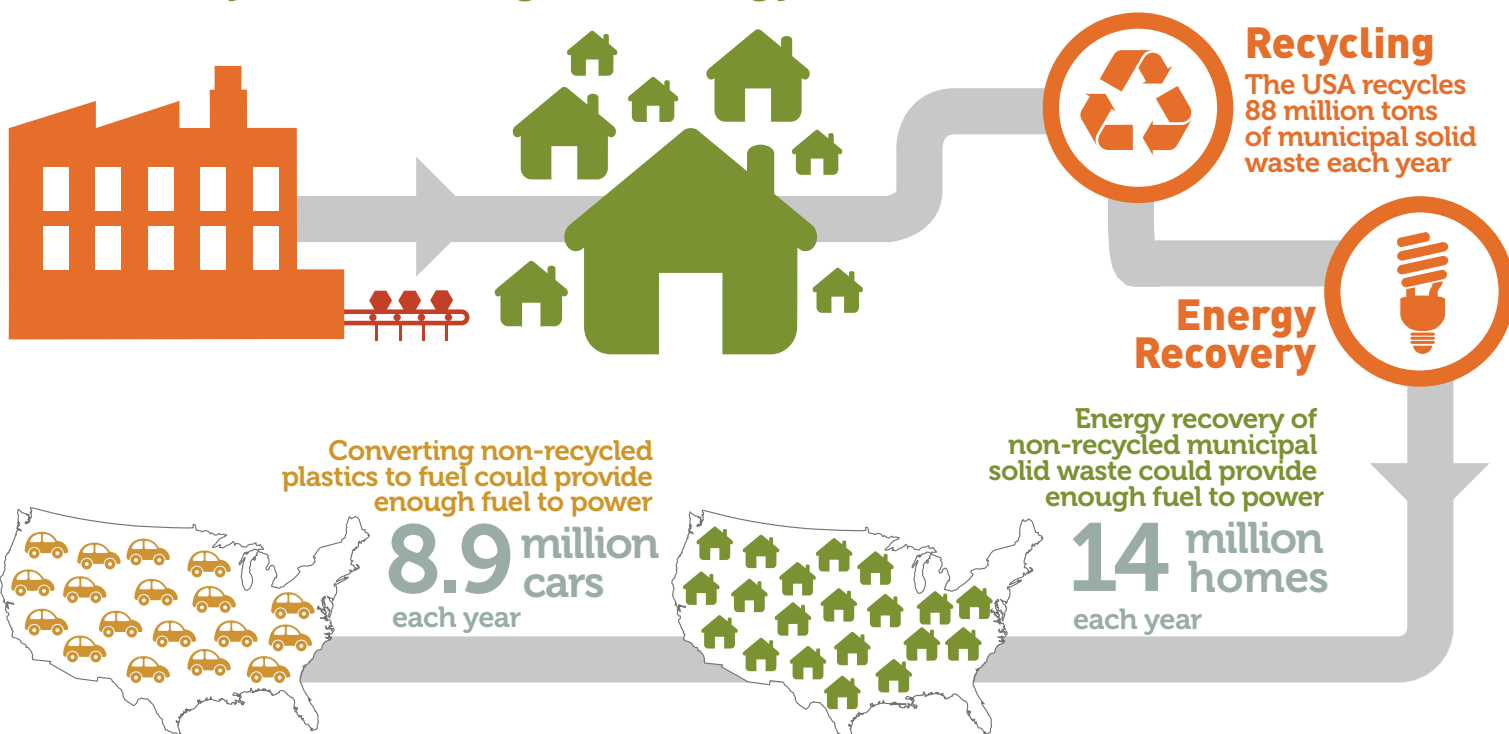 Recycling
The USA recycles
88 million tons
of municipal solid
waste each year
Energy
Recovery
Energy recovery of
non-recycled municipal
solid waste could provide
enough fuel to power
14 million
homes
each year
Converting non-recycled
plastics to fuel could provide
enough fuel to power
8.9 million
cars
each year